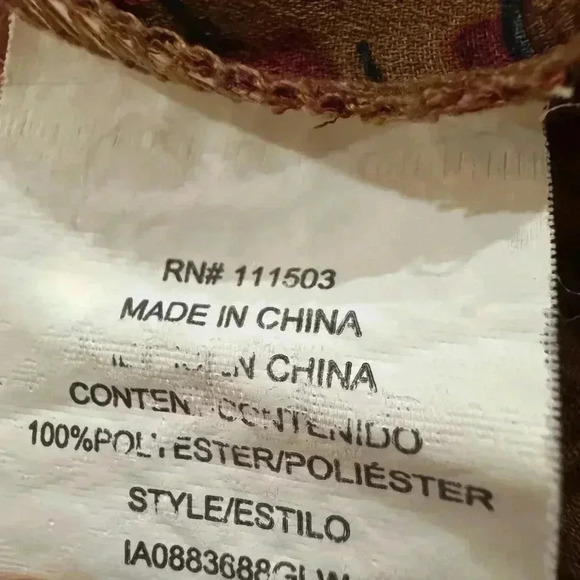 RN# 111503
MADE IN CHINA
CHINA
CONTENIDO
100%POLYESTER/POLIÉSTER
STYLE/ESTILO